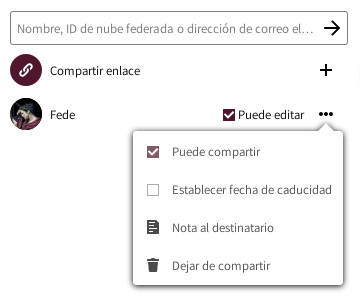 Nombre, ID de nube federada o dirección de correo el...
Compartir enlace
Fede
Puede editar
Puede compartir
Establecer fecha de caducidad
Nota al destinatario
Dejar de compartir